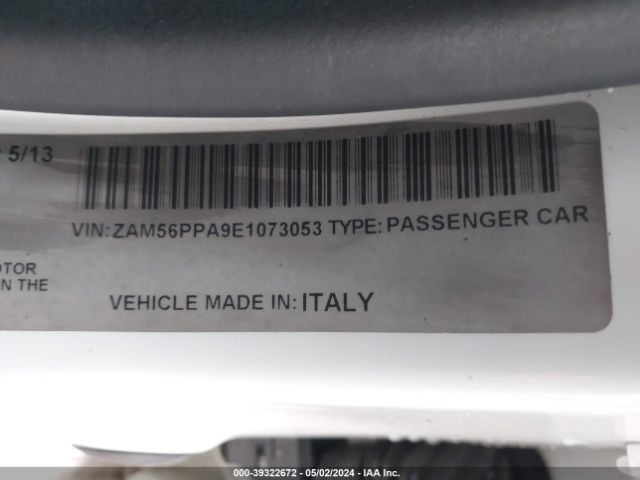 : 5/13
VIN:ZAM56PPA9E1073053 TYPE: PASSENGER CAR
OTOR
N THE
VEHICLE MADE IN: ITALY
000-39322672 - 05/02/2024 - IAA Inc.